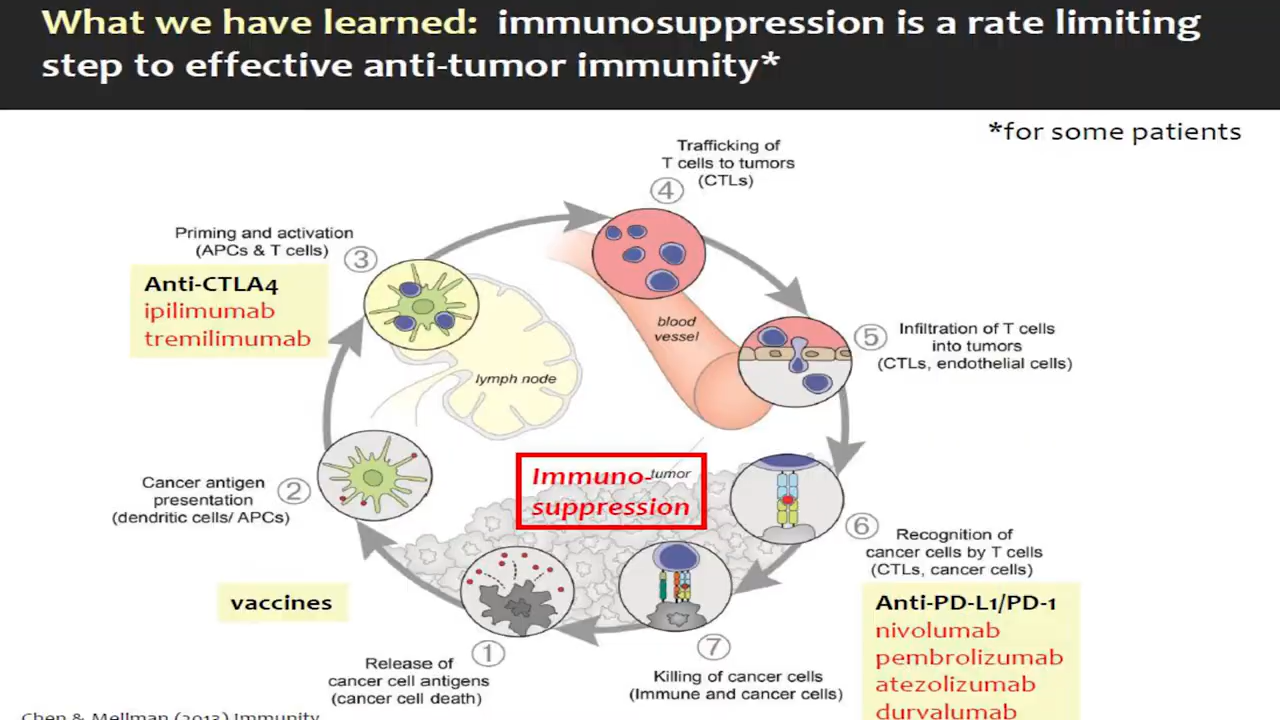 What we have learned: immunosuppression is a rate limiting
step to effective anti-tumor immunity*
*for some patients
Trafficking of
T cells to tumors
(CTLs)
④
Priming and activation
(APCs & T cells)
③
Anti-CTLA4
ipilimumab
tremilimumab
blood
vessel
⑤
Infiltration of T cells
into tumors
(CTLs, endothelial cells)
lymph node
Immuno-
suppression
tumor
Cancer antigen
presentation
(dendritic cells/ APCs)
②
⑥
Recognition of
cancer cells by T cells
(CTLs, cancer cells)
vaccines
Anti-PD-L1/PD-1
nivolumab
pembrolizumab
atezolizumab
durvalumab
①
Release of
cancer cell antigens
(cancer cell death)
⑦
Killing of cancer cells
(Immune and cancer cells)
Chen & Mellman (2013) Immunity